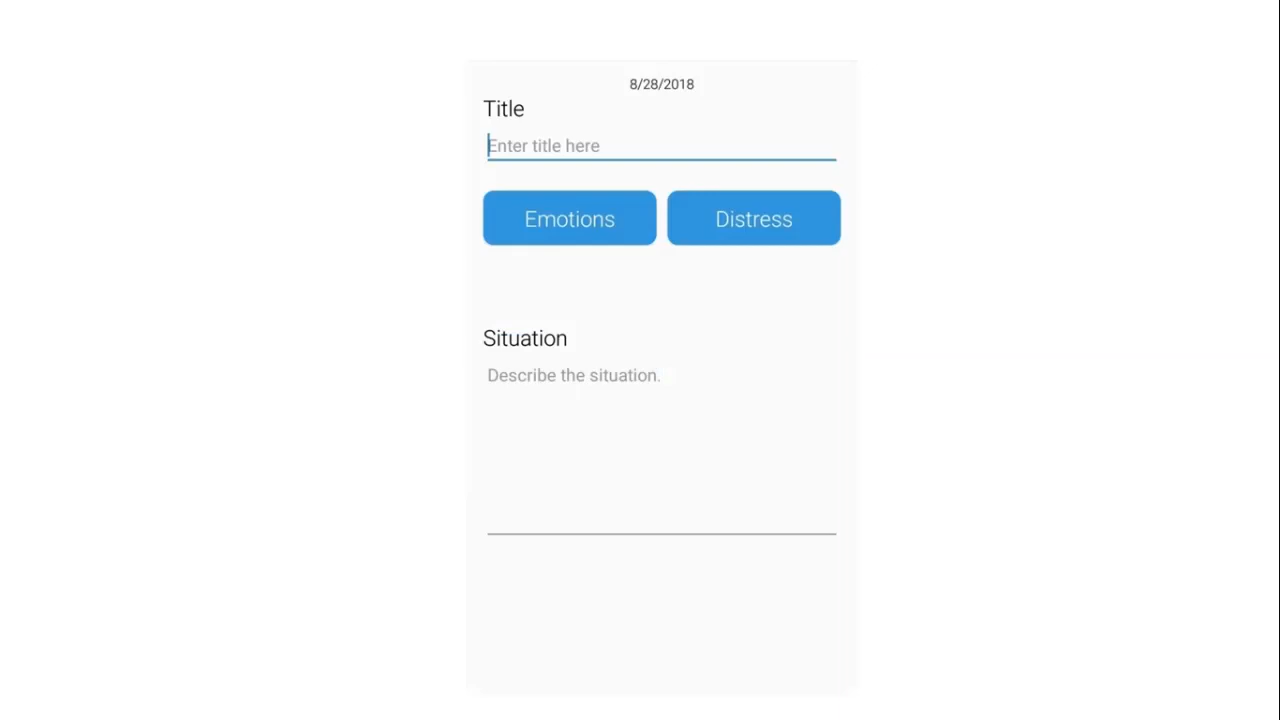 8/28/2018
Title
Enter title here
Emotions Distress
Situation
Describe the situation.